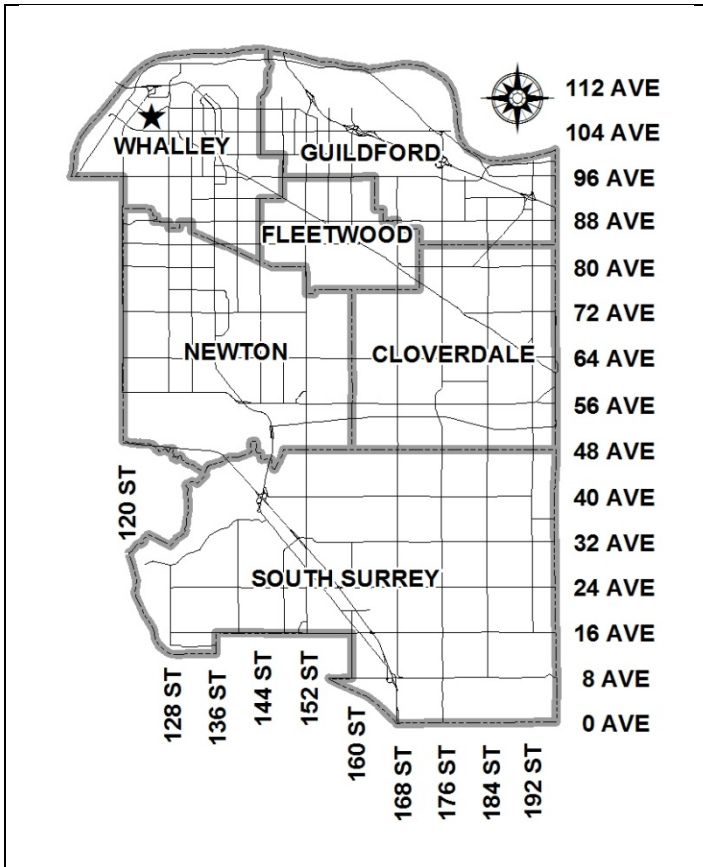 112 AVE
104 AVE
WHALLEY
GUILDFORD
96 AVE
88 AVE
FLEETWOOD
80 AVE
72 AVE
NEWTON
CLOVERDALE
64 AVE
56 AVE
48 AVE
120 ST
40 AVE
32 AVE
SOUTH SURREY
24 AVE
16 AVE
8 AVE
0 AVE
128 ST
136 ST
144 ST
152 ST
160 ST
168 ST
176 ST
184 ST
192 ST